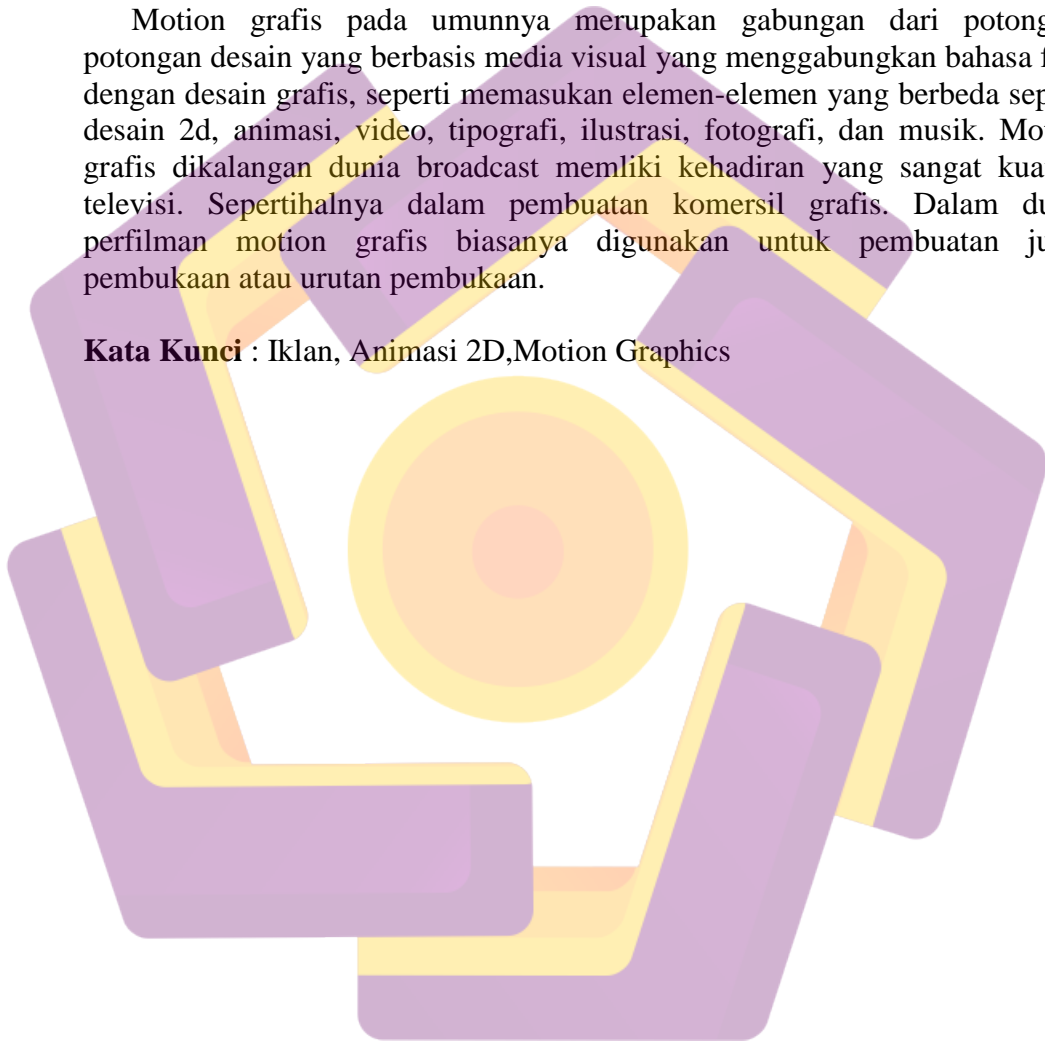 Motion grafis pada umunnya merupakan gabungan dari potong
potongan desain yang berbasis media visual yang menggabungkan bahasa f
dengan desain grafis, seperti memasukan elemen-elemen yang berbeda sep
desain 2d, animasi, video, tipografi, ilustrasi, fotografi, dan musik. Mo
grafis dikalangan dunia broadcast memliki kehadiran yang sangat kua
televisi. Sepertihalnya dalam pembuatan komersil grafis. Dalam du
perfilman motion grafis biasanya digunakan untuk pembuatan ju
pembukaan atau urutan pembukaan.
Kata Kunci : Iklan, Animasi 2D,Motion Graphics